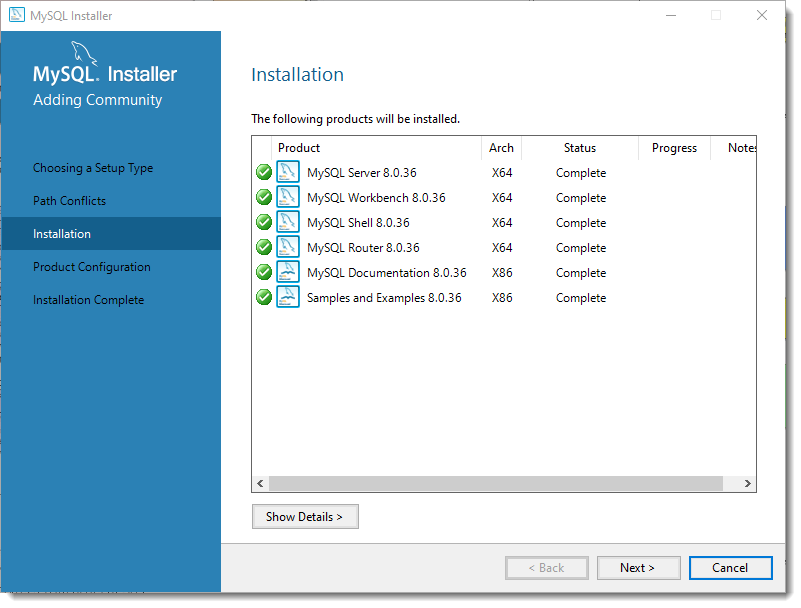 MySQL Installer
MySQL. Installer
Adding Community
Choosing a Setup Type
Path Conflicts
Installation
Product Configuration
Installation Complete
Installation
The following products will be installed.
Product Arch Status Progress Notes
MySQL Server 8.0.36 X64 Complete
MySQL Workbench 8.0.36 X64 Complete
MySQL Shell 8.0.36 X64 Complete
MySQL Router 8.0.36 X64 Complete
MySQL Documentation 8.0.36 X86 Complete
Samples and Examples 8.0.36 X86 Complete
Show Details >
< Back Next > Cancel